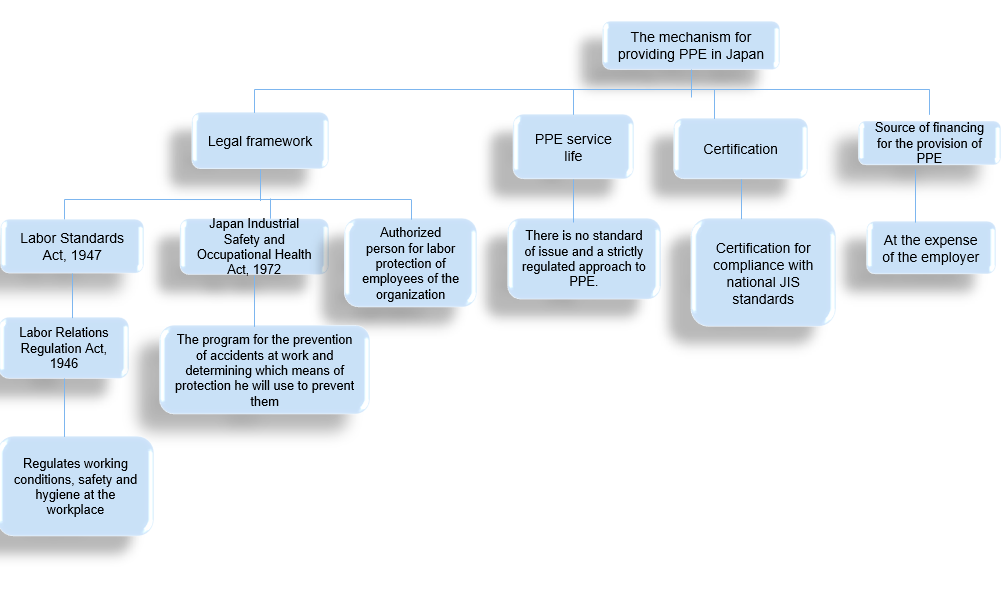 The mechanism for
providing PPE in Japan
Legal framework
PPE service
life
Certification
Source of financing
for the provision of
PPE
Labor Standards
Act, 1947
Japan Industrial
Safety and
Occupational Health
Act, 1972
Authorized
person for labor
protection of
employees of the
organization
There is no standard
of issue and a strictly
regulated approach to
PPE.
Certification for
compliance with
national JIS
standards
At the expense
of the employer
Labor Relations
Regulation Act,
1946
The program for the prevention
of accidents at work and
determining which means of
protection he will use to prevent
them
Regulates working
conditions, safety and
hygiene at the
workplace